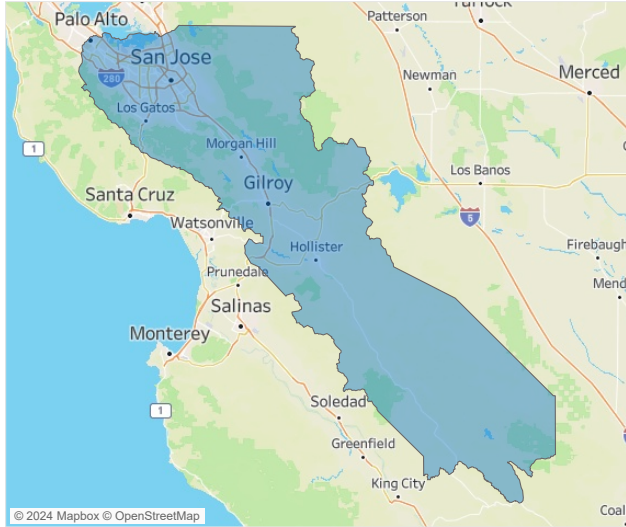 Palo Alto
Patterson
San Jose
280
Newman
Merced
Los Gatos
1
Morgan Hill
Los Banos
Gilroy
Santa Cruz
5
Watsonville
Hollister
Firebaugh
Prunedale
Mend
Salinas
Monterey
Soledad
1
Greenfield
King City
Coal
© 2024 Mapbox © OpenStreetMap